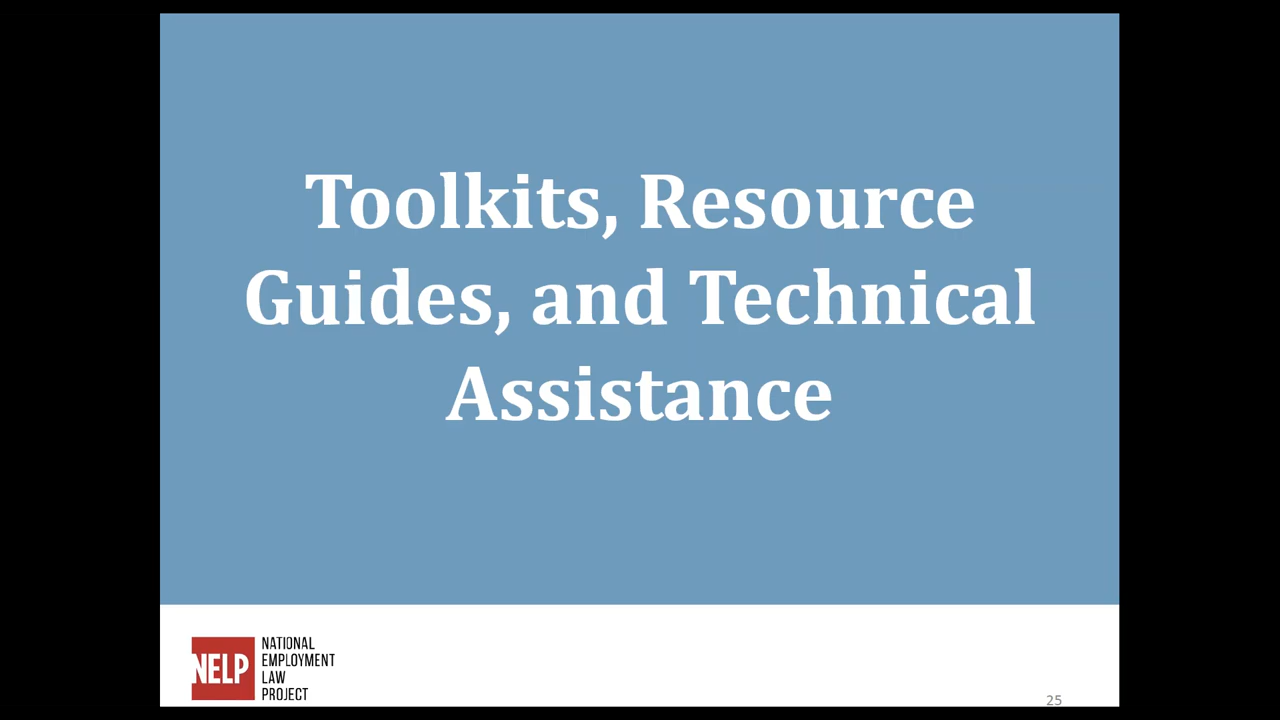 Toolkits, Resource
Guides, and Technical
Assistance
NELP
NATIONAL
EMPLOYMENT
LAW
PROJECT
25